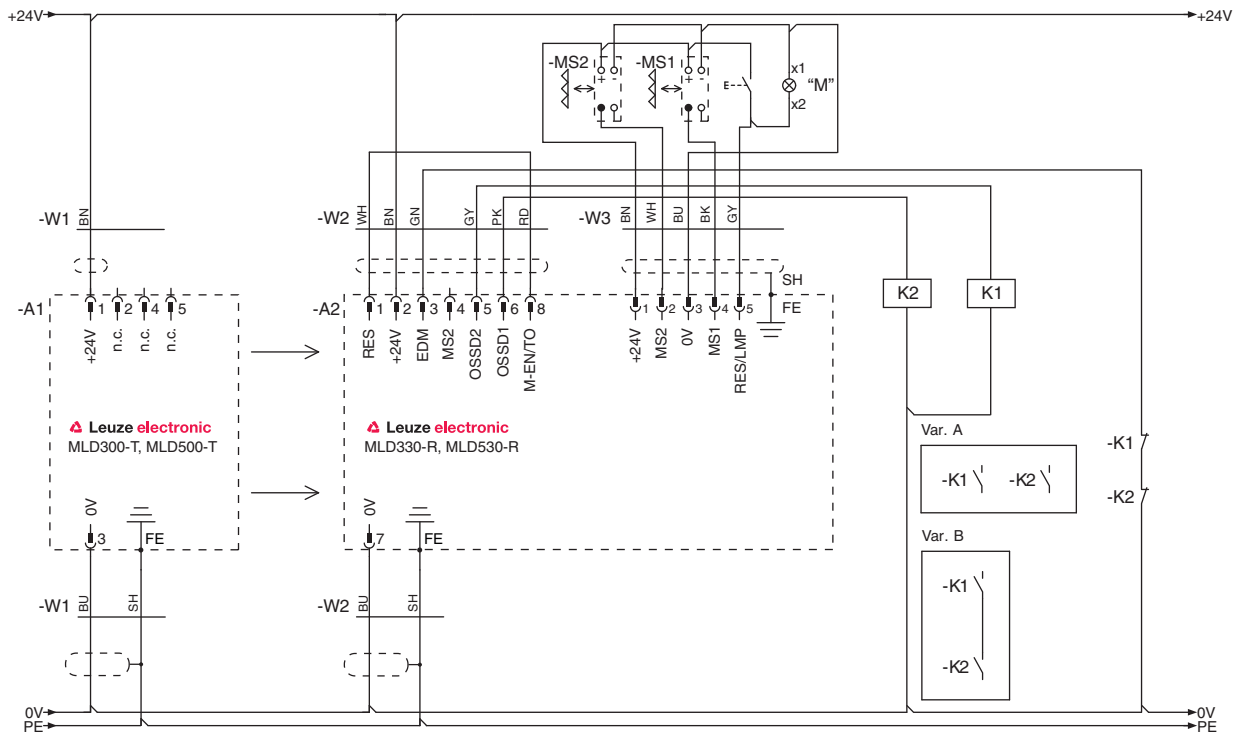 +24V +24V
-MS2 + - -MS1 + - E x1 "M" x2
-W1 BN
-W2 WH BN GN GY PK RD
-W3 BN WH BU BK GY
SH
-A1 1 2 4 5
+24V n.c. n.c. n.c.
-A2 1 2 3 4 5 6 8
RES +24V EDM MS2 OSSD2 OSSD1 M-EN/TO
1 2 3 4 5 FE
+24V MS2 0V MS1 RES/LMP
K2 K1
Leuze electronic
MLD300-T, MLD500-T
Leuze electronic
MLD330-R, MLD530-R
Var. A
-K1 -K2
-K1
-K2
Var. B
-K1
-K2
0V 3 FE
0V 7 FE
-W1 BU SH
-W2 BU SH
0V 0V
PE PE